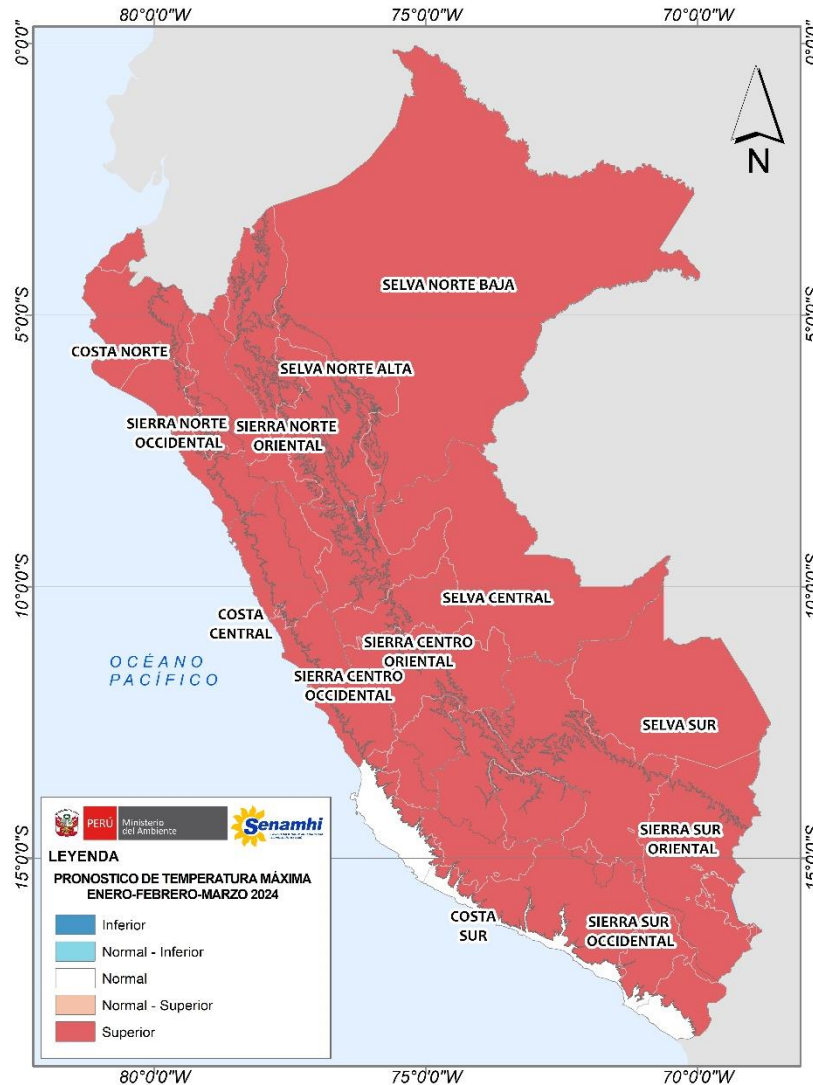 80°0'0"W 75°0'0"W 70°0'0"W
0°0'0" 0°0'0"
N
SELVA NORTE BAJA
5°0'0"S 5°0'0"S
COSTA NORTE
SELVA NORTE ALTA
SIERRA NORTE
OCCIDENTAL
SIERRA NORTE
ORIENTAL
10°0'0"S 10°0'0"S
SELVA CENTRAL
COSTA
CENTRAL
SIERRA CENTRO
ORIENTAL
OCÉANO
PACÍFICO
SIERRA CENTRO
OCCIDENTAL
SELVA SUR
SIERRA SUR
ORIENTAL
15°0'0"S 15°0'0"S
COSTA
SUR
SIERRA SUR
OCCIDENTAL
PERÚ
Ministerio
del Ambiente
Senamhi
LEYENDA
PRONOSTICO DE TEMPERATURA MÁXIMA
ENERO-FEBRERO-MARZO 2024
Inferior
Normal - Inferior
Normal
Normal - Superior
Superior
80°0'0"W 75°0'0"W 70°0'0"W